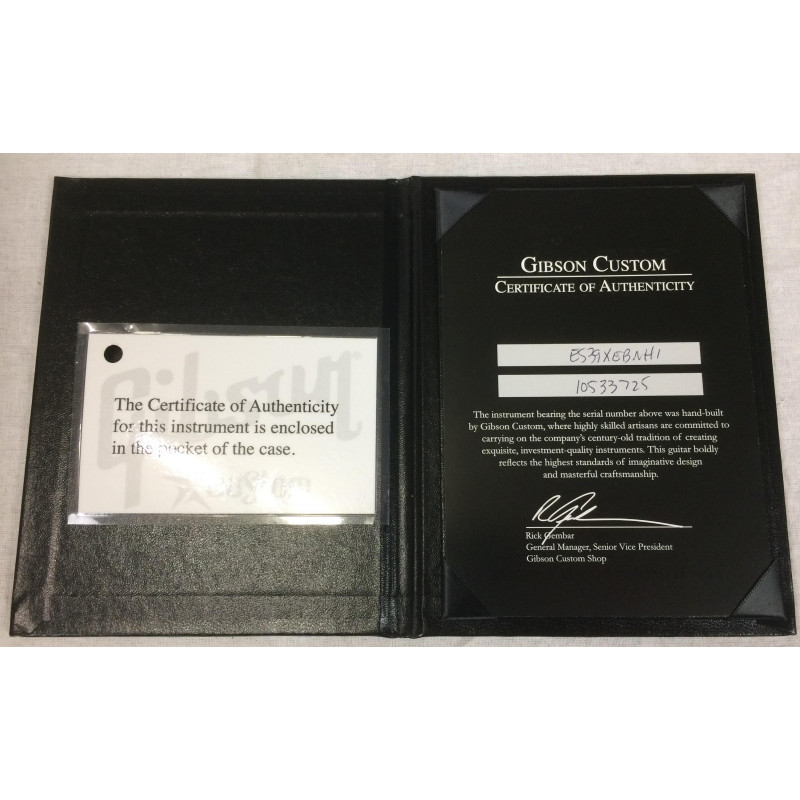 Gibson
The Certificate of Authenticity
for this instrument is enclosed
in the pocket of the case.
custom
GIBSON CUSTOM
CERTIFICATE OF AUTHENTICITY
ES39XEBNH1
10533725
The instrument bearing the serial number above was hand-built
by Gibson Custom, where highly skilled artisans are committed to
carrying on the company's century-old tradition of creating
exquisite, investment-quality instruments. This guitar boldly
reflects the highest standards of imaginative design
and masterful craftsmanship.
Rick Gembar
General Manager, Senior Vice President
Gibson Custom Shop